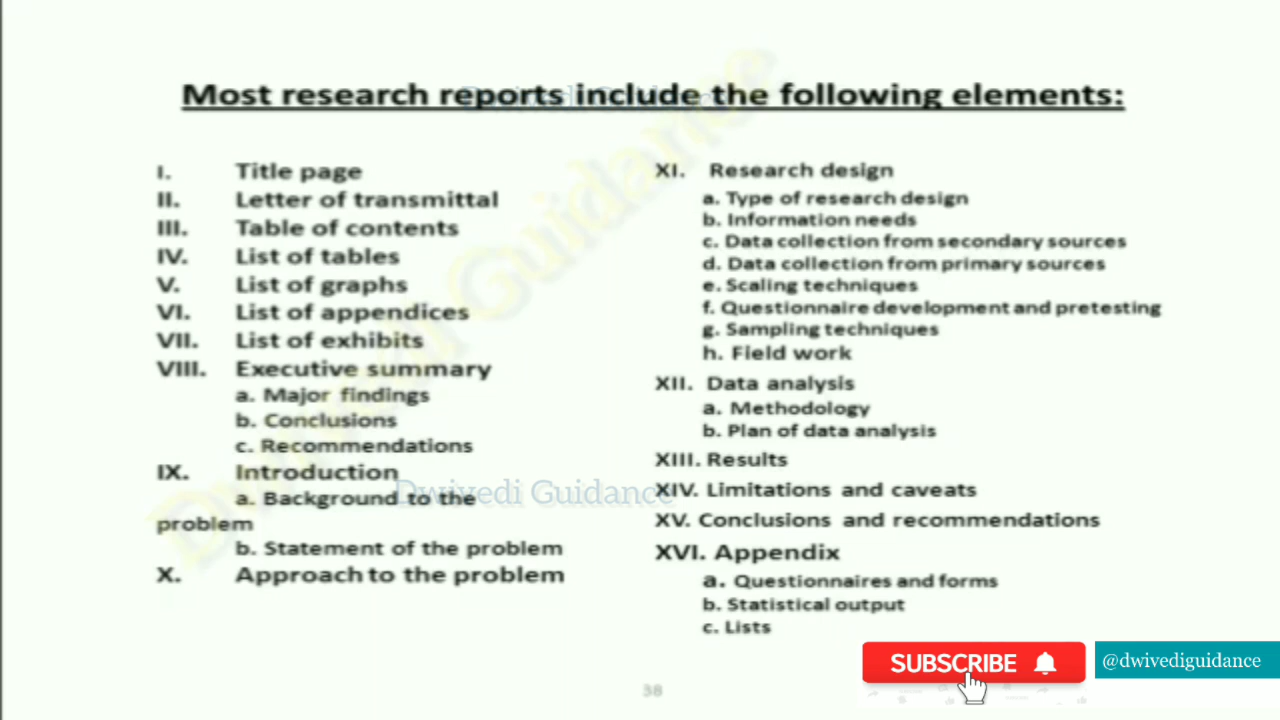 Most research reports include the following elements:
I. Title page
II. Letter of transmittal
III. Table of contents
IV. List of tables
V. List of graphs
VI. List of appendices
VII. List of exhibits
VIII. Executive summary
a. Major findings
b. Conclusions
c. Recommendations
IX. Introduction
a. Background to the
problem
b. Statement of the problem
X. Approach to the problem
XI. Research design
a. Type of research design
b. Information needs
c. Data collection from secondary sources
d. Data collection from primary sources
e. Scaling techniques
f. Questionnaire development and pretesting
g. Sampling techniques
h. Field work
XII. Data analysis
a. Methodology
b. Plan of data analysis
XIII. Results
XIV. Limitations and caveats
XV. Conclusions and recommendations
XVI. Appendix
a. Questionnaires and forms
b. Statistical output
c. Lists
Dwivedi Guidance
Dwivedi Guidance
Dwivedi Guidance
SUBSCRIBE
@dwivediguidance
38